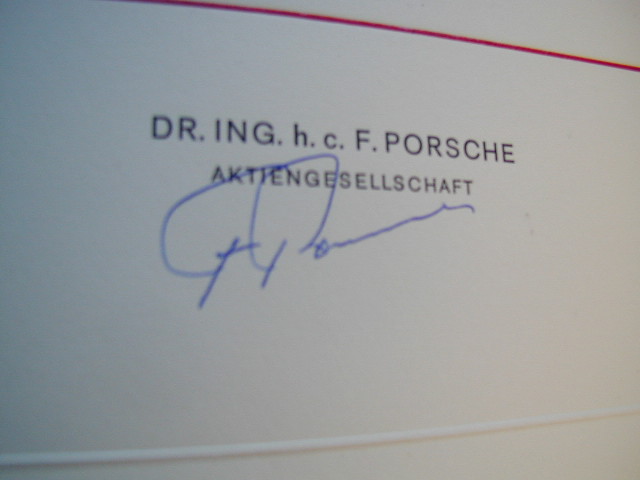 DR. ING. h. c. F. PORSCHE
AKTIENGESELLSCHAFT